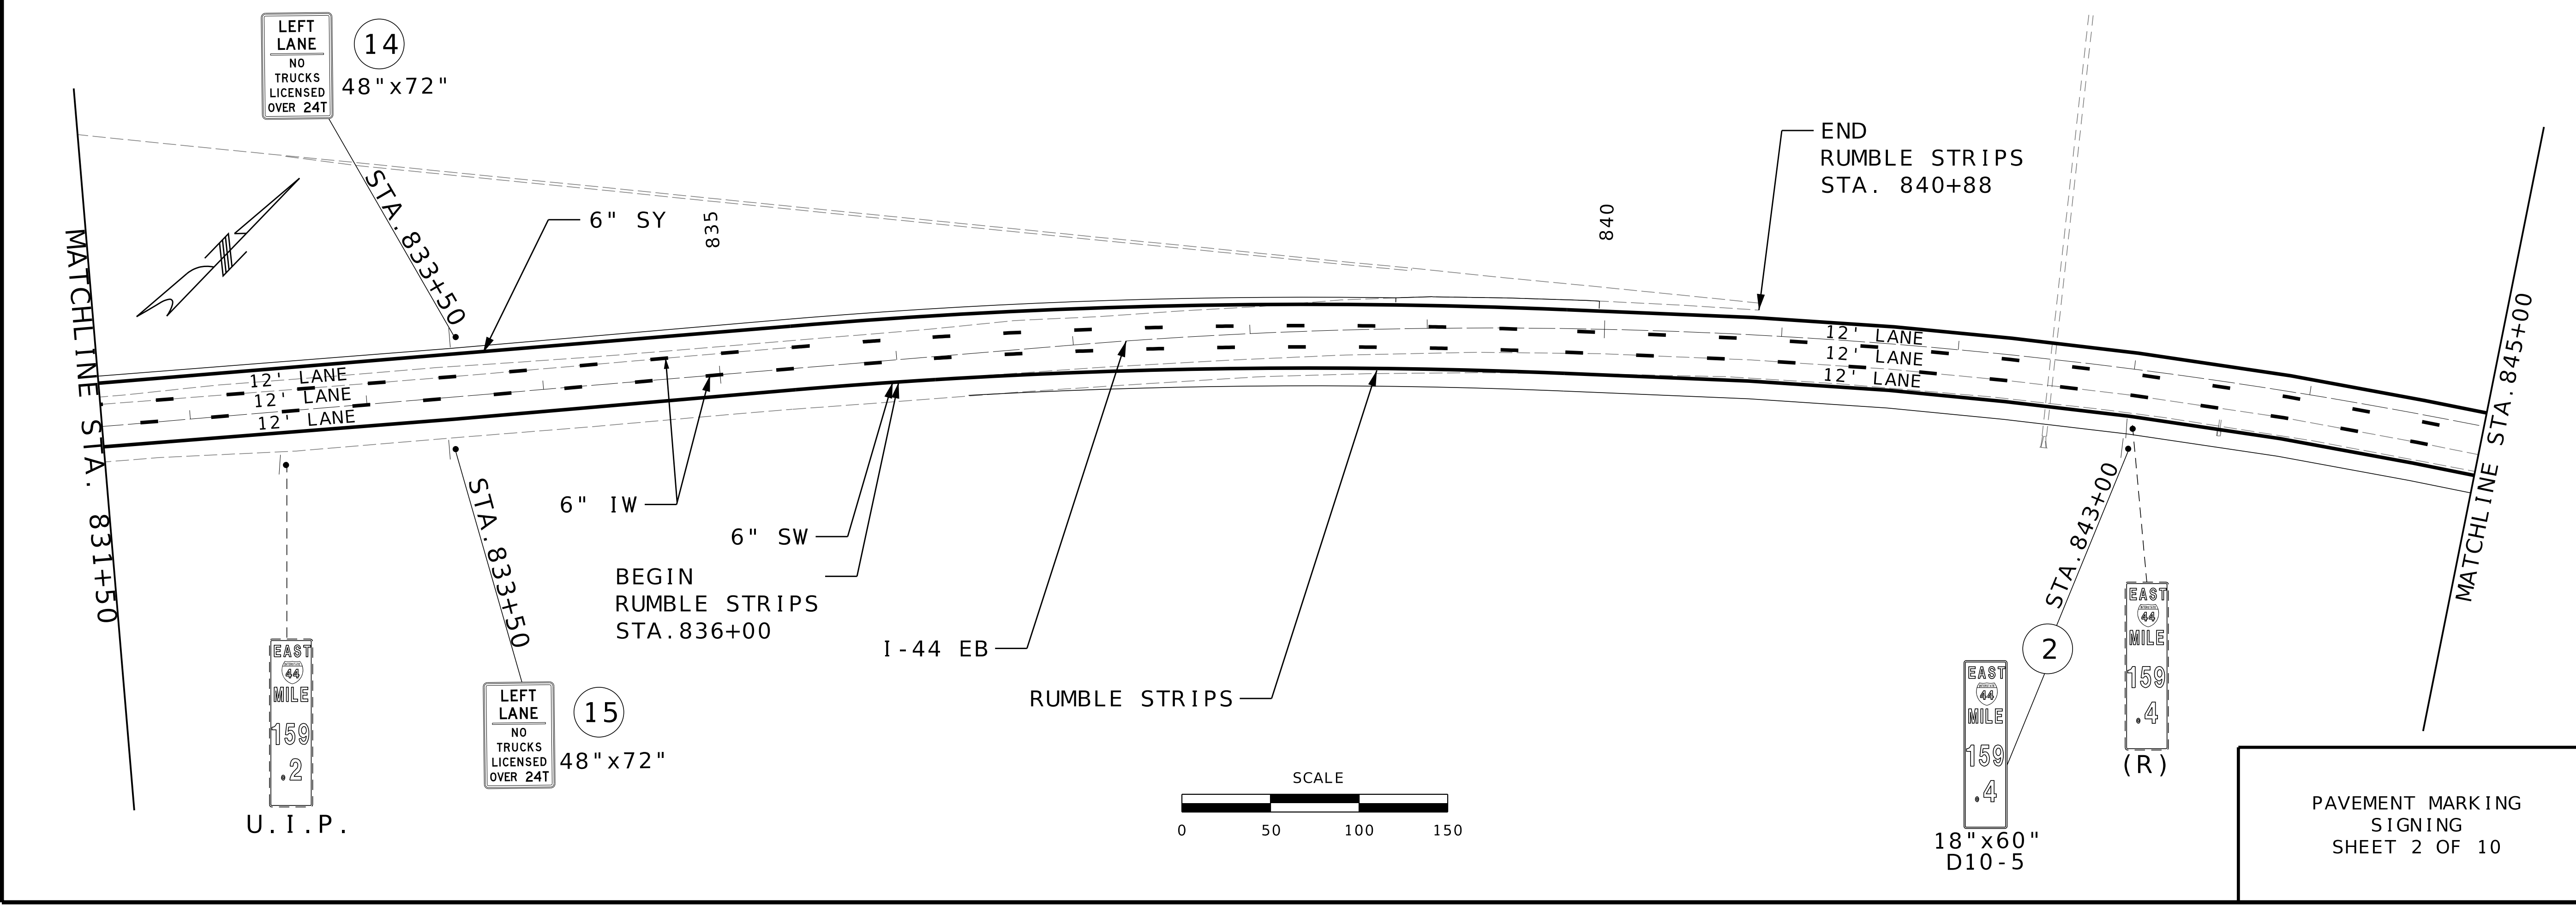 LEFT
LANE
NO
TRUCKS
LICENSED
OVER 24T
14
48"x72"
END
RUMBLE STRIPS
STA. 840+88
STA.833+50
6" SY
835
840
MATCHLINE STA. 831+50
12' LANE
12' LANE
12' LANE
12' LANE
12' LANE
12' LANE
MATCHLINE STA.845+00
6" IW
6" SW
BEGIN
RUMBLE STRIPS
STA.836+00
I-44 EB
RUMBLE STRIPS
STA.833+50
LEFT
LANE
NO
TRUCKS
LICENSED
OVER 24T
15
48"x72"
EAST
44
MILE
159
.2
U.I.P.
SCALE
0 50 100 150
STA.843+00
2
EAST
44
MILE
159
.4
18"x60"
D10-5
EAST
44
MILE
159
.4
(R)
PAVEMENT MARKING
SIGNING
SHEET 2 OF 10